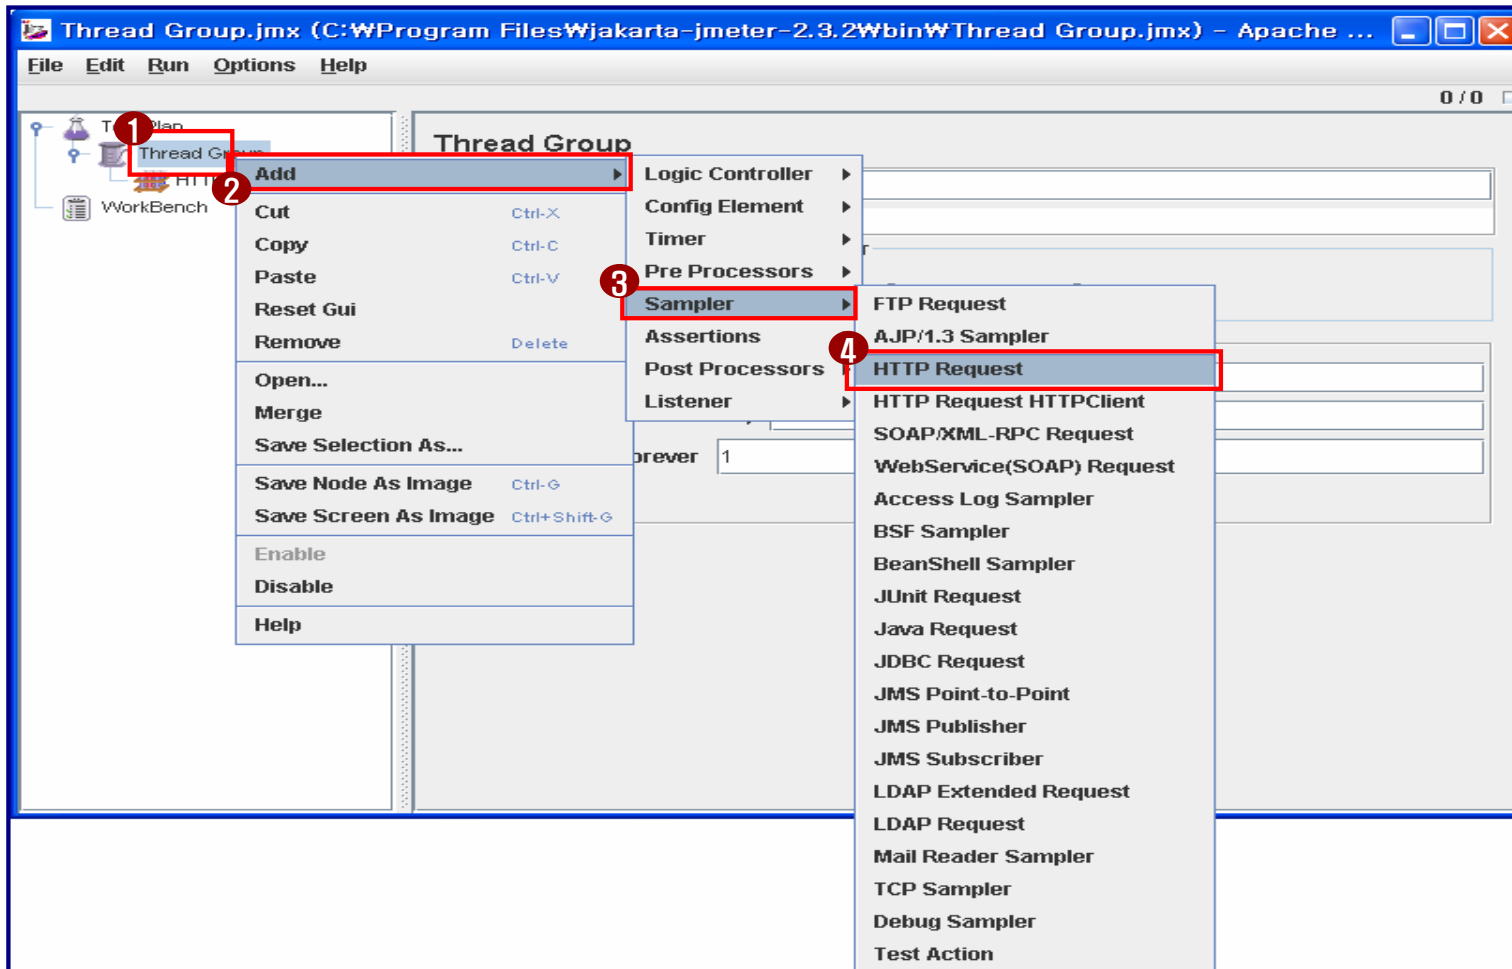 Thread Group.jmx (C:₩Program Files₩jakarta-jmeter-2.3.2₩bin₩Thread Group.jmx) - Apache ...
File Edit Run Options Help
0 / 0
1
Thread Group
2
WorkBench
Thread Group
Add
Cut Ctrl-X
Copy Ctrl-C
Paste Ctrl-V
Reset Gui
Remove Delete
Open...
Merge
Save Selection As...
Save Node As Image Ctrl-G
Save Screen As Image Ctrl+Shift-G
Enable
Disable
Help
Logic Controller
Config Element
Timer
Pre Processors
3
Sampler
Assertions
Post Processors
Listener
1
4
FTP Request
AJP/1.3 Sampler
HTTP Request
HTTP Request HTTPClient
SOAP/XML-RPC Request
WebService(SOAP) Request
Access Log Sampler
BSF Sampler
BeanShell Sampler
JUnit Request
Java Request
JDBC Request
JMS Point-to-Point
JMS Publisher
JMS Subscriber
LDAP Extended Request
LDAP Request
Mail Reader Sampler
TCP Sampler
Debug Sampler
Test Action